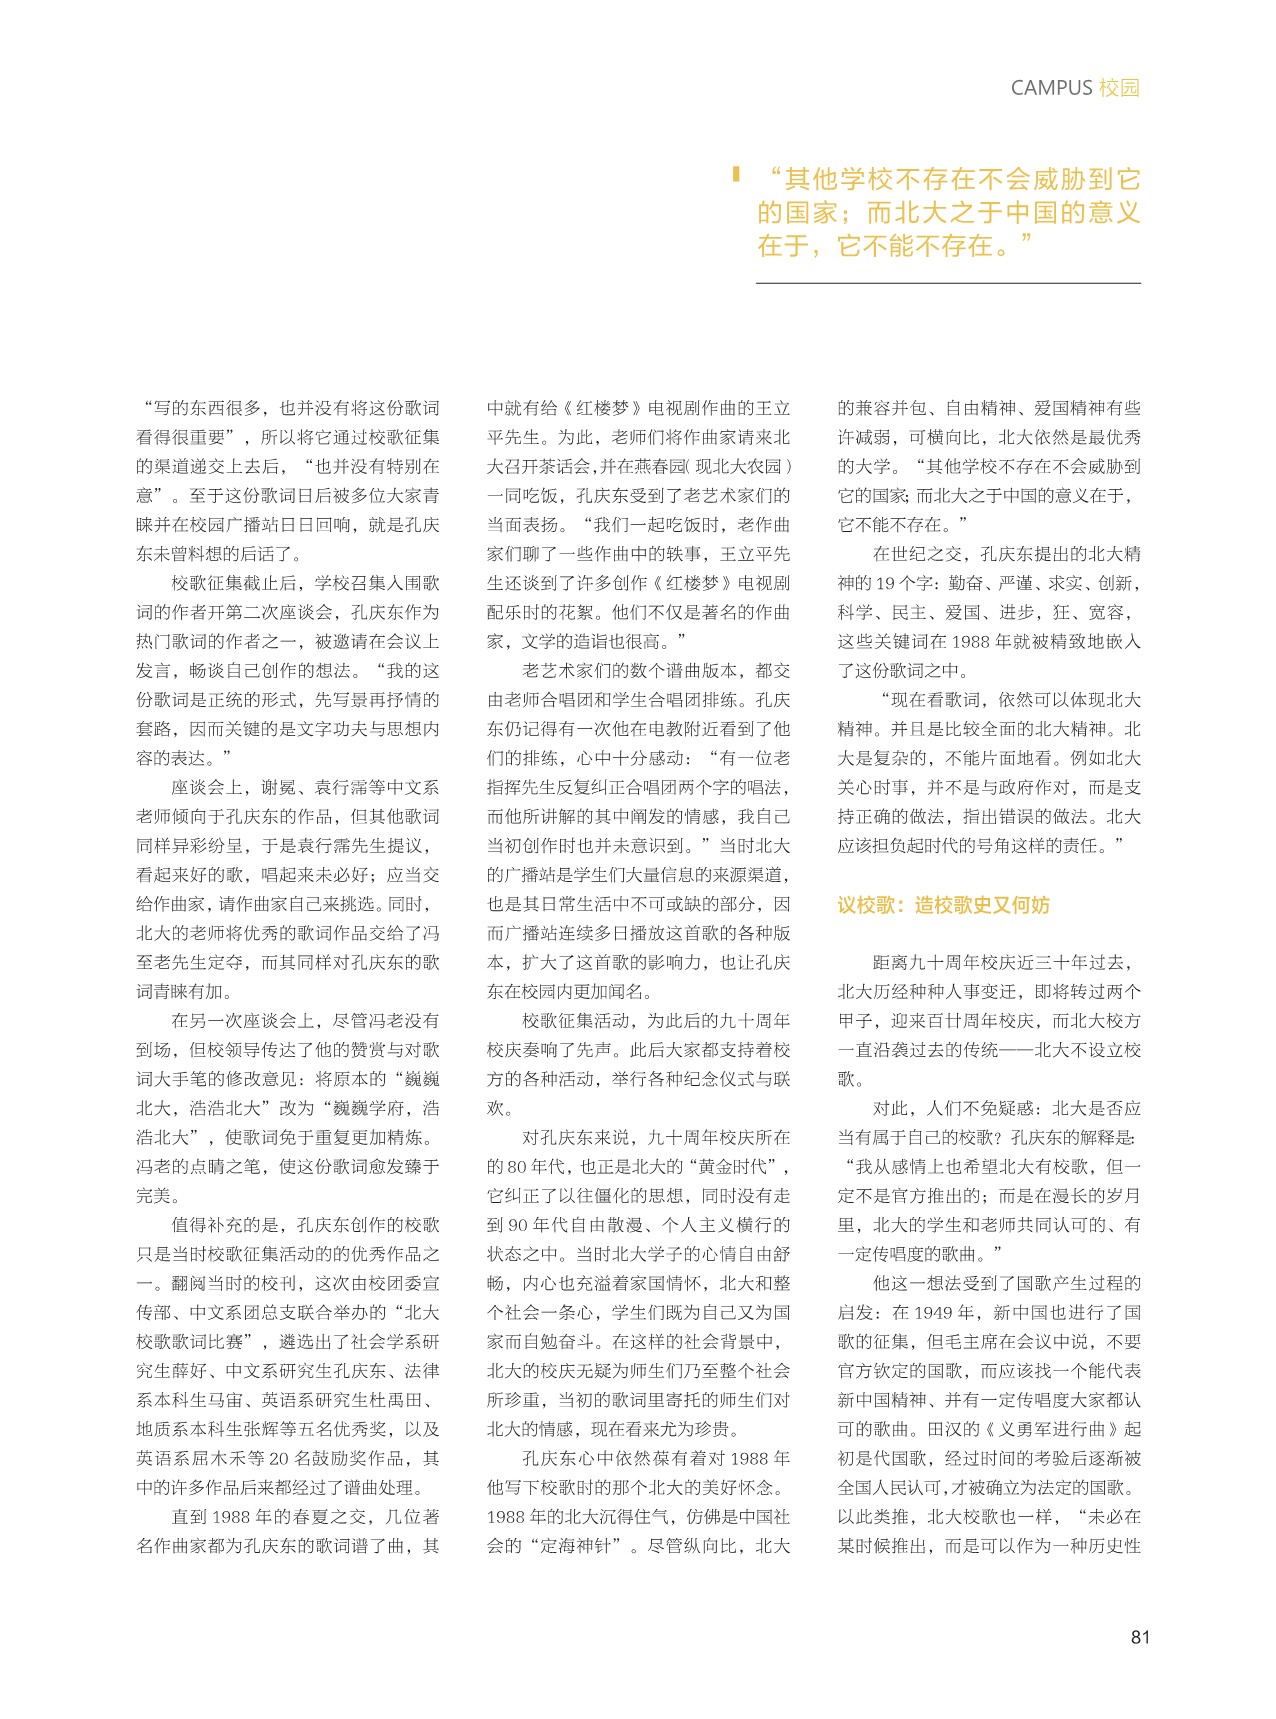 CAMPUS 校园
“其他学校不存在不会威胁到它
的国家；而北大之于中国的意义
在于，它不能不存在。”
“写的东西很多，也并没有将这份歌词
看得很重要”，所以将它通过校歌征集
的渠道递交上去后，“也并没有特别在
意”。至于这份歌词日后被多位大家青
睐并在校园广播站日日回响，就是孔庆
东未曾料想的后话了。
校歌征集截止后，学校召集入围歌
词的作者开第二次座谈会，孔庆东作为
热门歌词的作者之一，被邀请在会议上
发言，畅谈自己创作的想法。“我的这
份歌词是正统的形式，先写景再抒情的
套路，因而关键的是文字功夫与思想内
容的表达。”
座谈会上，谢冕、袁行霈等中文系
老师倾向于孔庆东的作品，但其他歌词
同样异彩纷呈，于是袁行霈先生提议，
看起来好的歌，唱起来未必好；应当交
给作曲家，请作曲家自己来挑选。同时，
北大的老师将优秀的歌词作品交给了冯
至老先生定夺，而其同样对孔庆东的歌
词青睐有加。
在另一次座谈会上，尽管冯老没有
到场，但校领导传达了他的赞赏与对歌
词大手笔的修改意见：将原本的“巍巍
北大，浩浩北大”改为“巍巍学府，浩
浩北大”，使歌词免于重复更加精炼。
冯老的点睛之笔，使这份歌词愈发臻于
完美。
值得补充的是，孔庆东创作的校歌
只是当时校歌征集活动的的优秀作品之
一。翻阅当时的校刊，这次由校团委宣
传部、中文系团总支联合举办的“北大
校歌歌词比赛”，遴选出了社会学系研
究生薛好、中文系研究生孔庆东、法律
系本科生马宙、英语系研究生杜禹田、
地质系本科生张辉等五名优秀奖，以及
英语系屈木禾等 20 名鼓励奖作品，其
中的许多作品后来都经过了谱曲处理。
直到 1988 年的春夏之交，几位著
名作曲家都为孔庆东的歌词谱了曲，其
中就有给《红楼梦》电视剧作曲的王立
平先生。为此，老师们将作曲家请来北
大召开茶话会，并在燕春园（现北大农园）
一同吃饭，孔庆东受到了老艺术家们的
当面表扬。“我们一起吃饭时，老作曲
家们聊了一些作曲中的轶事，王立平先
生还谈到了许多创作《红楼梦》电视剧
配乐时的花絮。他们不仅是著名的作曲
家，文学的造诣也很高。”
老艺术家们的数个谱曲版本，都交
由老师合唱团和学生合唱团排练。孔庆
东仍记得有一次他在电教附近看到了他
们的排练，心中十分感动：“有一位老
指挥先生反复纠正合唱团两个字的唱法，
而他所讲解的其中阐发的情感，我自己
当初创作时也并未意识到。”当时北大
的广播站是学生们大量信息的来源渠道，
也是其日常生活中不可或缺的部分，因
而广播站连续多日播放这首歌的各种版
本，扩大了这首歌的影响力，也让孔庆
东在校园内更加闻名。
校歌征集活动，为此后的九十周年
校庆奏响了先声。此后大家都支持着校
方的各种活动，举行各种纪念仪式与联
欢。
对孔庆东来说，九十周年校庆所在
的 80 年代，也正是北大的“黄金时代”，
它纠正了以往僵化的思想，同时没有走
到 90 年代自由散漫、个人主义横行的
状态之中。当时北大学子的心情自由舒
畅，内心也充溢着家国情怀，北大和整
个社会一条心，学生们既为自己又为国
家而自勉奋斗。在这样的社会背景中，
北大的校庆无疑为师生们乃至整个社会
所珍重，当初的歌词里寄托的师生们对
北大的情感，现在看来尤为珍贵。
孔庆东心中依然葆有着对 1988 年
他写下校歌时的那个北大的美好怀念。
1988 年的北大沉得住气，仿佛是中国社
会的“定海神针”。尽管纵向比，北大
的兼容并包、自由精神、爱国精神有些
许减弱，可横向比，北大依然是最优秀
的大学。“其他学校不存在不会威胁到
它的国家；而北大之于中国的意义在于，
它不能不存在。”
在世纪之交，孔庆东提出的北大精
神的 19 个字：勤奋、严谨、求实、创新，
科学、民主、爱国、进步，狂、宽容，
这些关键词在 1988 年就被精致地嵌入
了这份歌词之中。
“现在看歌词，依然可以体现北大
精神。并且是比较全面的北大精神。北
大是复杂的，不能片面地看。例如北大
关心时事，并不是与政府作对，而是支
持正确的做法，指出错误的做法。北大
应该担负起时代的号角这样的责任。”
议校歌：造校歌史又何妨
距离九十周年校庆近三十年过去，
北大历经种种人事变迁，即将转过两个
甲子，迎来百廿周年校庆，而北大校方
一直沿袭过去的传统——北大不设立校
歌。
对此，人们不免疑惑：北大是否应
当有属于自己的校歌？孔庆东的解释是：
“我从感情上也希望北大有校歌，但一
定不是官方推出的；而是在漫长的岁月
里，北大的学生和老师共同认可的、有
一定传唱度的歌曲。”
他这一想法受到了国歌产生过程的
启发：在 1949 年，新中国也进行了国
歌的征集，但毛主席在会议中说，不要
官方钦定的国歌，而应该找一个能代表
新中国精神、并有一定传唱度大家都认
可的歌曲。田汉的《义勇军进行曲》起
初是代国歌，经过时间的考验后逐渐被
全国人民认可，才被确立为法定的国歌。
以此类推，北大校歌也一样，“未必在
某时候推出，而是可以作为一种历史性
81